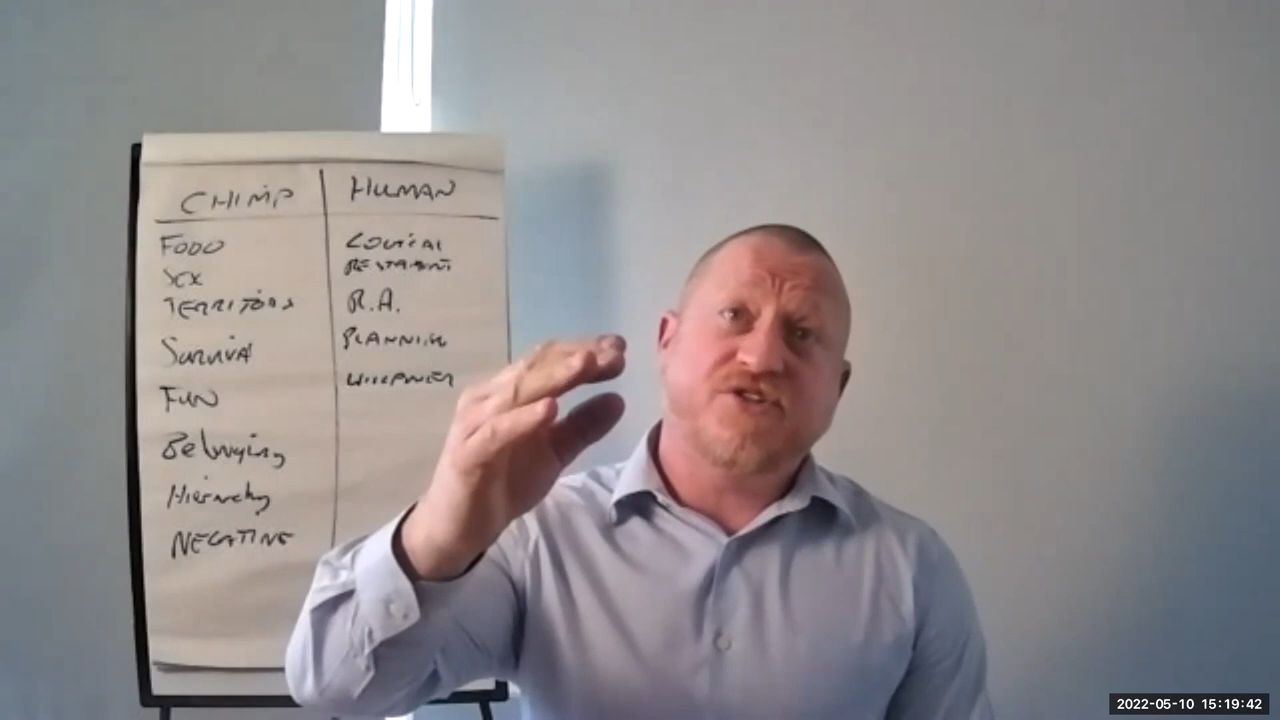 CHIMP
HUMAN
FOOD
SEX
TERRITORY
SURVIVAL
FUN
Belonging
Hierarchy
NEGATIVE
LOGICAL
RESTRAINT
R.A.
PLANNING
WILLPOWER
2022-05-10 15:19:42